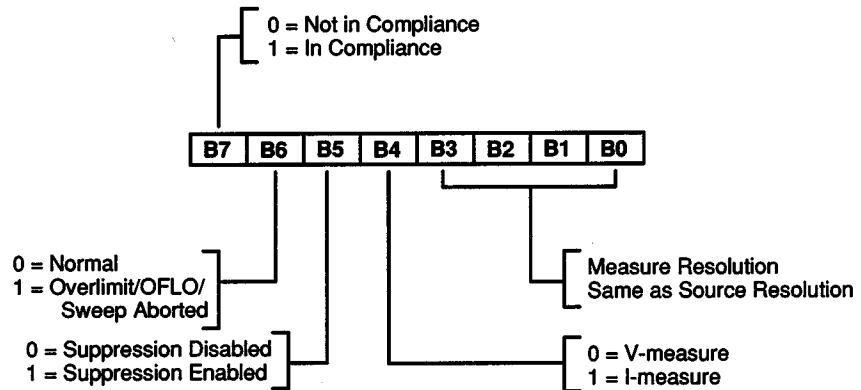 0 = Not in Compliance
1 = In Compliance
B7 B6 B5 B4 B3 B2 B1 B0
0 = Normal
1 = Overlimit/OFLO/
Sweep Aborted
Measure Resolution
Same as Source Resolution
0 = Suppression Disabled
1 = Suppression Enabled
0 = V-measure
1 = I-measure